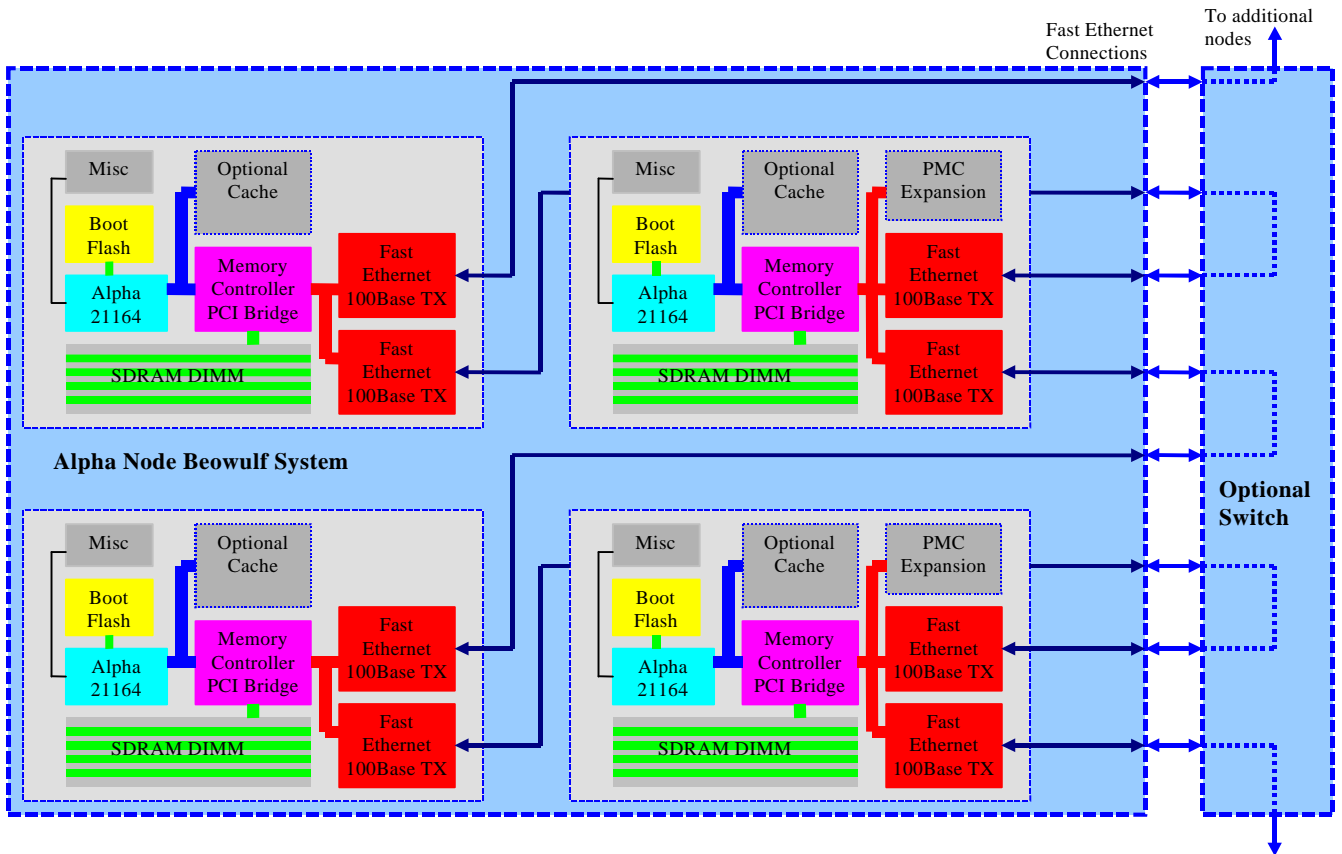 Fast Ethernet
Connections
To additional
nodes
Misc
Optional
Cache
Boot
Flash
Alpha
21164
Memory
Controller
PCI Bridge
Fast
Ethernet
100Base TX
Fast
Ethernet
100Base TX
SDRAM DIMM
Misc
Optional
Cache
PMC
Expansion
Boot
Flash
Alpha
21164
Memory
Controller
PCI Bridge
Fast
Ethernet
100Base TX
Fast
Ethernet
100Base TX
SDRAM DIMM
Alpha Node Beowulf System
Optional
Switch
Misc
Optional
Cache
Boot
Flash
Alpha
21164
Memory
Controller
PCI Bridge
Fast
Ethernet
100Base TX
Fast
Ethernet
100Base TX
SDRAM DIMM
Misc
Optional
Cache
PMC
Expansion
Boot
Flash
Alpha
21164
Memory
Controller
PCI Bridge
Fast
Ethernet
100Base TX
Fast
Ethernet
100Base TX
SDRAM DIMM